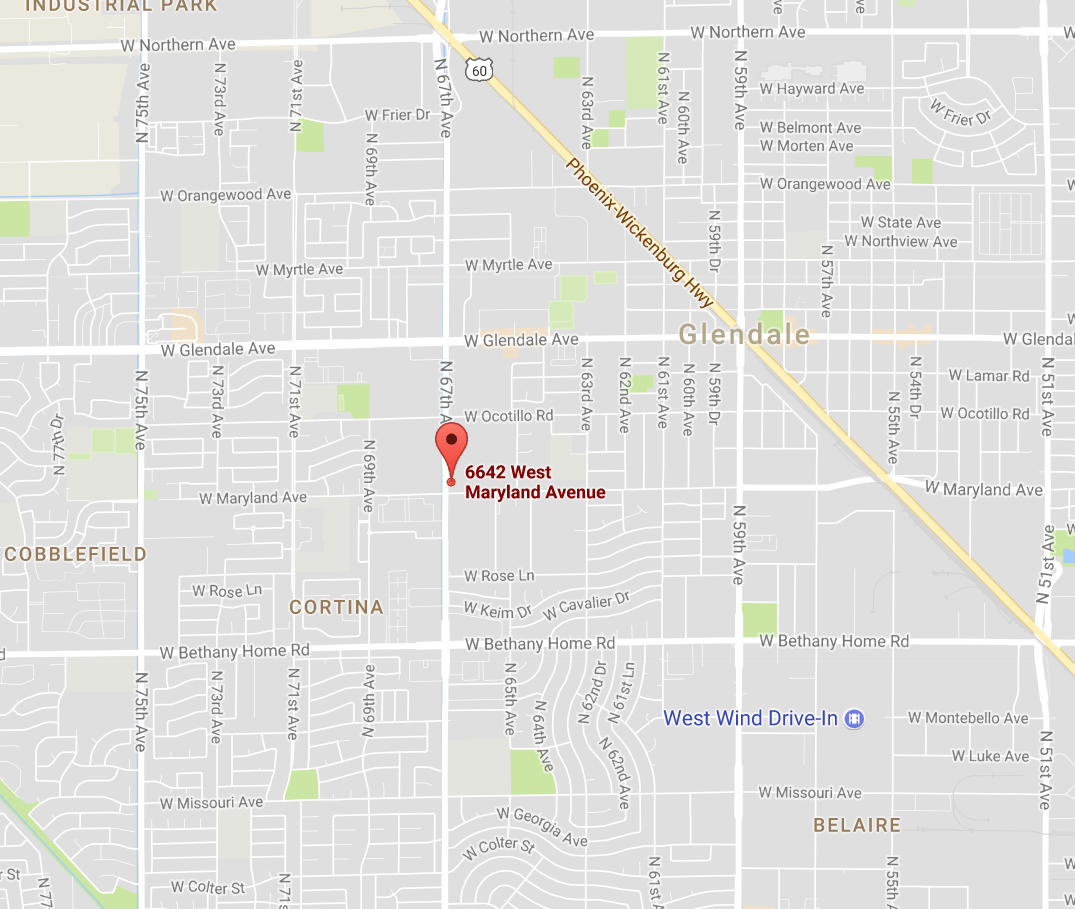 INDUSTRIAL PARK
W Northern Ave
W Northern Ave
W Northern Ave
60
N 75th Ave
N 73rd Ave
N 71st Ave
N 67th Ave
N 63rd Ave
N 61st Ave
N 60th Ave
N 59th Ave
W Hayward Ave
W Frier Dr
W Frier Dr
N 69th Ave
W Belmont Ave
W Morten Ave
Phoenix-Wickenburg Hwy
W Orangewood Ave
W Orangewood Ave
N 59th Dr
W State Ave
W Northview Ave
N 57th Ave
W Myrtle Ave
W Myrtle Ave
Glendale
W Glendale Ave
W Glendale Ave
W Glendal
N 75th Ave
N 73rd Ave
N 71st Ave
N 67th A
N 63rd Ave
N 62nd Ave
N 61st Ave
N 60th Ave
N 59th Dr
N 54th Dr
N 51st Ave
W Lamar Rd
N 55th Ave
W Ocotillo Rd
W Ocotillo Rd
N 77th Dr
N 69th Ave
6642 West
Maryland Avenue
W Maryland Ave
W Maryland Ave
N 59th Ave
N 51st Ave
COBBLEFIELD
W Rose Ln
W Rose Ln
CORTINA
W Keim Dr
W Cavalier Dr
W Bethany Home Rd
W Bethany Home Rd
W Bethany Home Rd
d
N 75th Ave
N 73rd Ave
N 71st Ave
N 69th Ave
N 65th Ave
N 64th Ave
N 62nd Dr
N 61st Ln
N 62nd Ave
West Wind Drive-In
W Montebello Ave
W Luke Ave
N 51st Ave
W Missouri Ave
W Missouri Ave
W Georgia Ave
BELAIRE
W Colter St
W Colter St
r St
N 77
N 71s
N 61st A
N 55th A